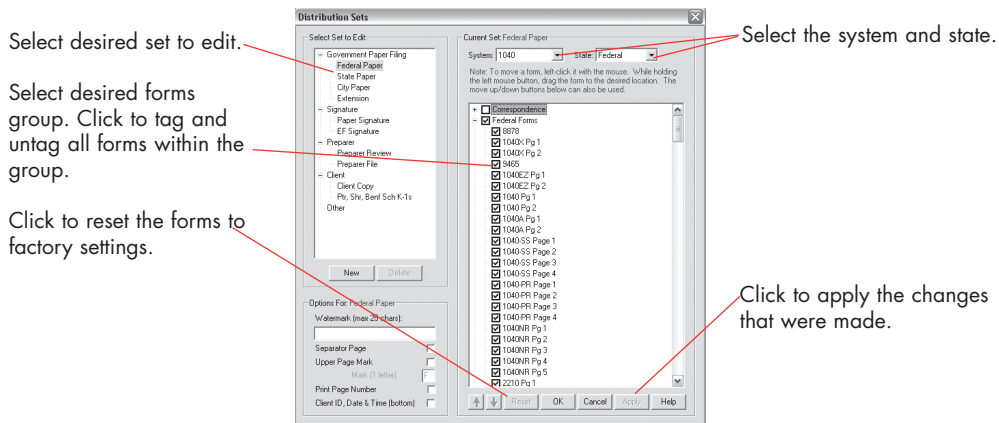 Distribution Sets
Select desired set to edit.
Select desired forms
group. Click to tag and
untag all forms within the
group.
Click to reset the forms to
factory settings.
Select Set to Edit:
Government Paper Filing
Federal Paper
State Paper
City Paper
Extension
Signature
Paper Signature
EF Signature
Preparer
Preparer Review
Preparer File
Client
Client Copy
Ptr, Shr, Benf Sch K-1s
Other
New Delete
Options For: Federal Paper
Watermark (max 25 chars):
Separator Page
Upper Page Mark
Mark (1 letter) F
Print Page Number
Client ID, Date & Time (bottom)
Current Set: Federal Paper
System: 1040 State: Federal
Note: To move a form, left-click it with the mouse. While holding
the left mouse button, drag the form to the desired location. The
move up/down buttons below can also be used.
Correspondence
Federal Forms
8878
1040X Pg 1
1040X Pg 2
9465
1040EZ Pg 1
1040EZ Pg 2
1040 Pg 1
1040 Pg 2
1040A Pg 1
1040A Pg 2
1040-SS Page 1
1040-SS Page 2
1040-SS Page 3
1040-SS Page 4
1040-PR Page 1
1040-PR Page 2
1040-PR Page 3
1040-PR Page 4
1040NR Pg 1
1040NR Pg 2
1040NR Pg 3
1040NR Pg 4
1040NR Pg 5
2210 Pg 1
Reset OK Cancel Apply Help
Select the system and state.
Click to apply the changes
that were made.